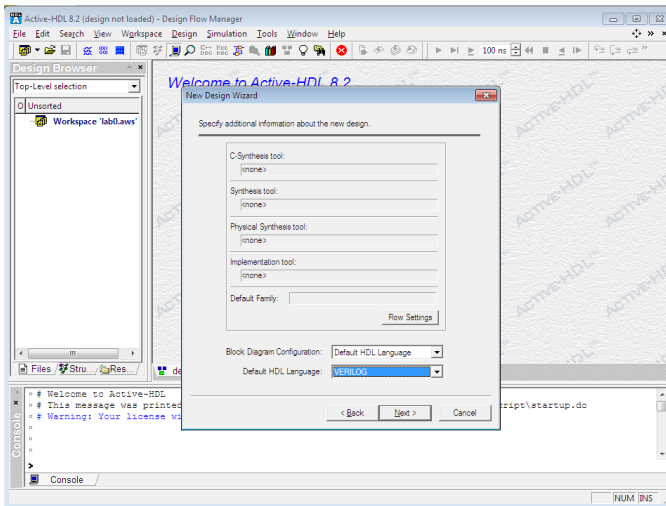 Active-HDL 8.2 (design not loaded) - Design Flow Manager
File Edit Search View Workspace Design Simulation Tools Window Help
100 ns
Design Browser
Top-Level selection
Unsorted
Workspace 'lab0.aws'
Welcome to Active-HDL 8.2
New Design Wizard
Specify additional information about the new design.
C-Synthesis tool:
<none>
Synthesis tool:
<none>
Physical Synthesis tool:
<none>
Implementation tool:
<none>
Default Family:
Flow Settings
Block Diagram Configuration: Default HDL Language
Default HDL Language: VERILOG
< Back Next > Cancel
ACTIVE-HDL™
Files Stru... Res... de
Console
# Welcome to Active-HDL
# This message was printed ript\startup.do
# Warning: Your license wi
>
Console
NUM INS